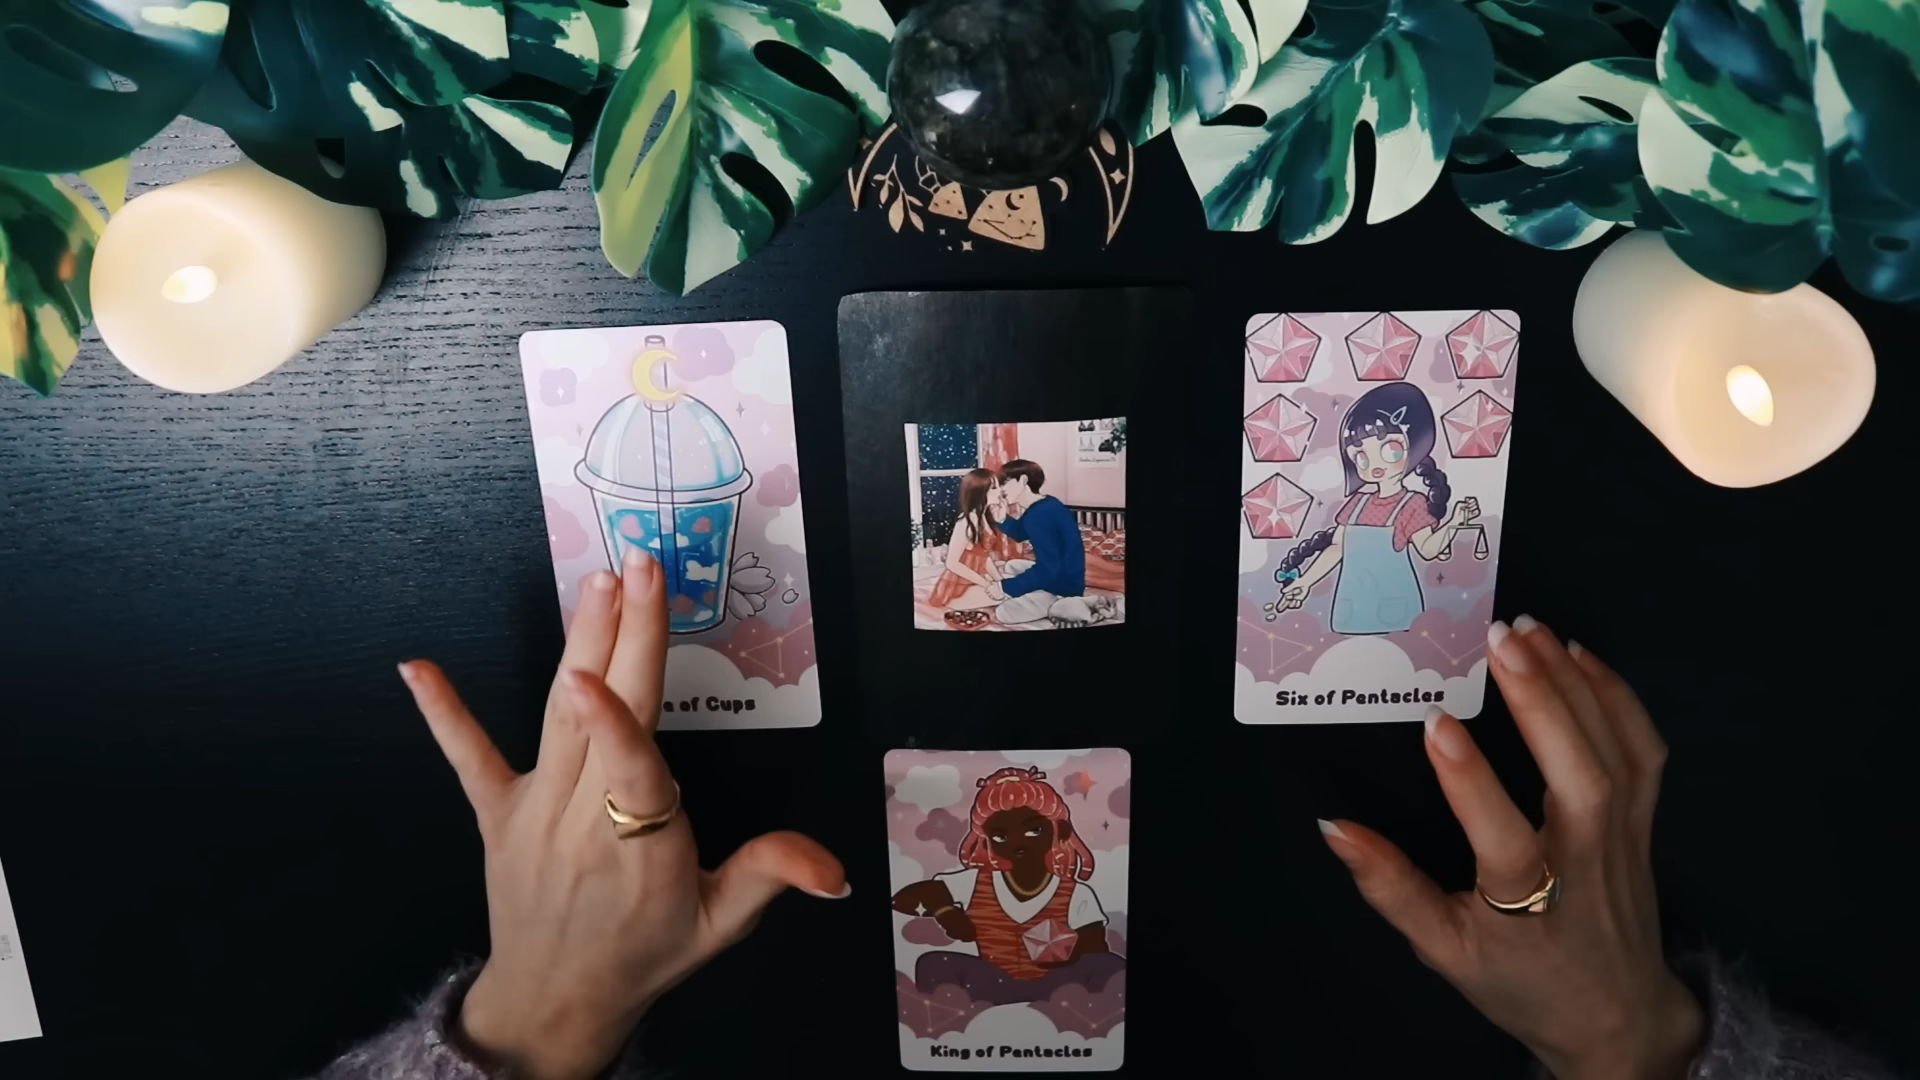 e of Cups
Six of Pentacles
King of Pentacles